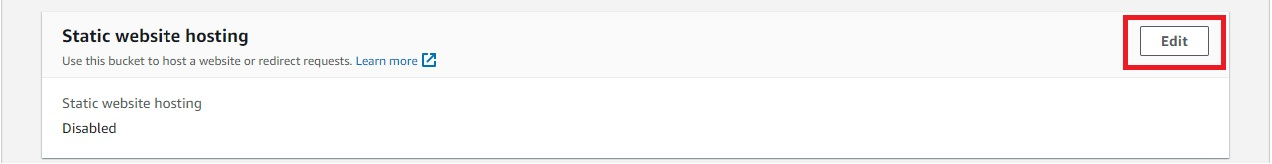 Static website hosting
Edit
Use this bucket to host a website or redirect requests. Learn more
Static website hosting
Disabled